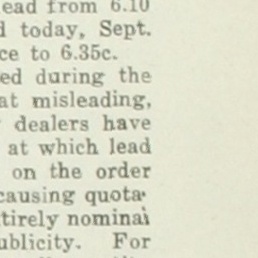 ead from 6.10
d today, Sept.
ce to 6.35c.
ed during the
at misleading,
dealers have
at which lead
on the order
causing quota-
tirely nominal
ublicity. For